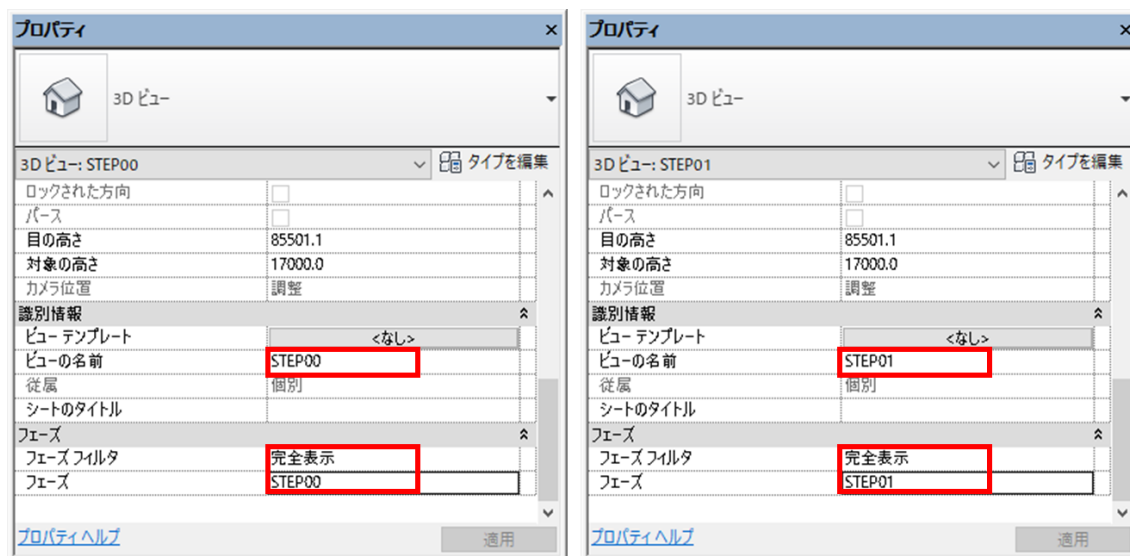 プロパティ ×
3D ビュー
3D ビュー: STEP00 タイプを編集
ロックされた方向
パース
目の高さ 85501.1
対象の高さ 17000.0
カメラ位置 調整
識別情報
ビュー テンプレート <なし>
ビューの名前 STEP00
従属 個別
シートのタイトル
フェーズ
フェーズ フィルタ 完全表示
フェーズ STEP00
プロパティ ヘルプ 適用
プロパティ ×
3D ビュー
3D ビュー: STEP01 タイプを編集
ロックされた方向
パース
目の高さ 85501.1
対象の高さ 17000.0
カメラ位置 調整
識別情報
ビュー テンプレート <なし>
ビューの名前 STEP01
従属 個別
シートのタイトル
フェーズ
フェーズ フィルタ 完全表示
フェーズ STEP01
プロパティ ヘルプ 適用